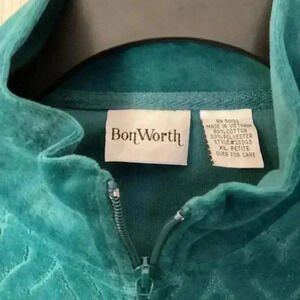 BonWorth
MADE IN VIETNAM
80% COTTON
20% POLYESTER
XL PETITE
OVER FOR CARE